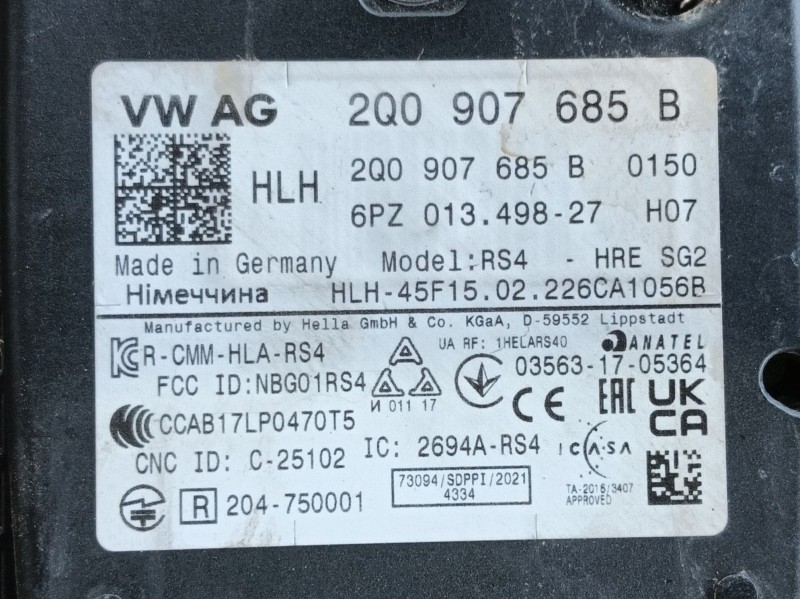 VW AG 2Q0 907 685 B
HLH 2Q0 907 685 B 0150
6PZ 013.498-27 H07
Made in Germany Model:RS4 - HRE SG2
Німеччина HLH-45F15.02.226CA1056B
Manufactured by Hella GmbH & Co. KGaA, D-59552 Lippstadt
R-CMM-HLA-RS4 UA RF: 1HELARS40 ANATEL
FCC ID:NBG01RS4 03563-17-05364
И 011 17 CE EAC UK CA
CCAB17LP0470T5
CNC ID: C-25102 IC: 2694A-RS4 ICASA
R 204-750001 73094/SDPPI/2021 4334 TA-2016/3407 APPROVED